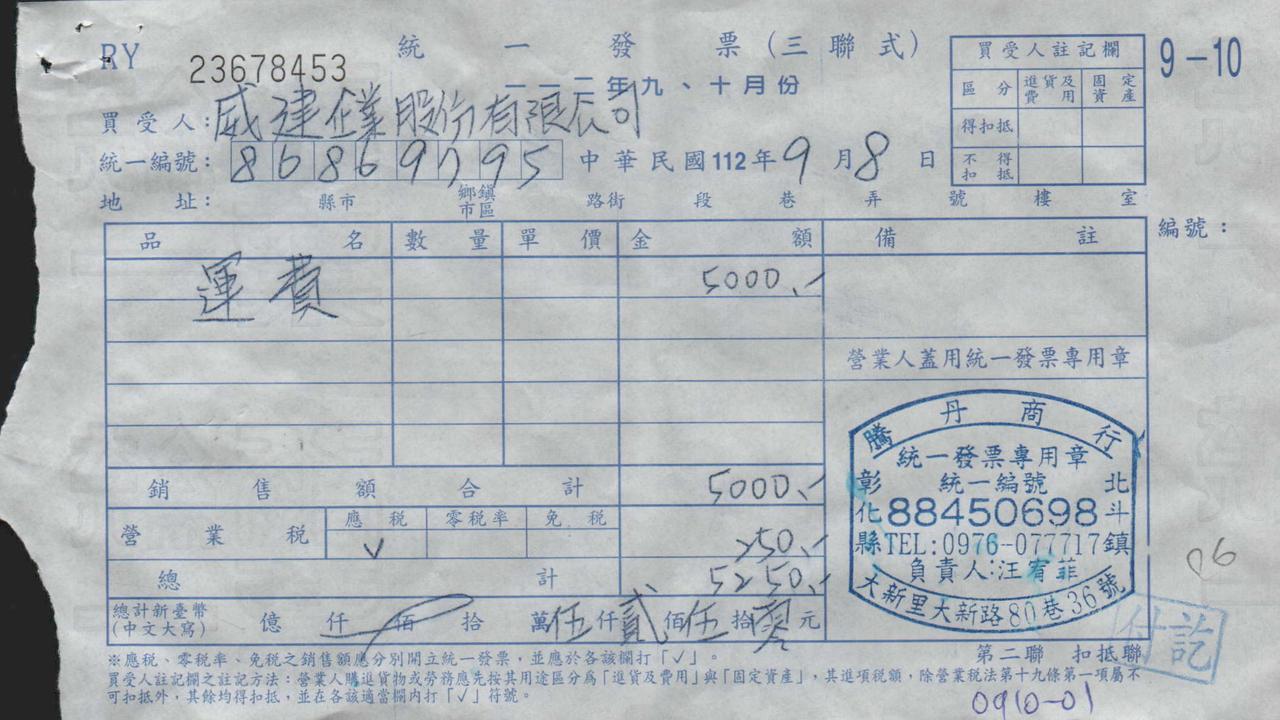 RY 23678453 統一發票(三聯式) 9-10
一一二年九、十月份
買受人註記欄
區分 進貨及費用 固定資產
得扣抵
不得扣抵
買受人:威建企業股份有限公司
統一編號:86869795 中華民國112年9月8日
地址: 縣市 鄉鎮市區 路街 段 巷 弄 號 樓 室
品名 數量 單價 金額 備註 編號:
運費 5000.-
營業人蓋用統一發票專用章
騰丹商行
統一發票專用章
統一編號
88450698
TEL:0976-077717
負責人:汪宥菲
彰化縣北斗鎮
大新里大新路80巷36號
銷售額合計 5000.-
營業稅 應稅 零稅率 免稅
V 250.-
總計 5250.-
06
總計新臺幣(中文大寫) 億 仟 佰 拾 萬伍仟貳佰伍拾零元
付訖
第二聯 扣抵聯
※應稅、零稅率、免稅之銷售額應分別開立統一發票,並應於各該欄打「√」。
買受人註記欄之註記方法:營業人購進貨物或勞務應先按其用途區分為「進貨及費用」與「固定資產」,其進項稅額,除營業稅法第十九條第一項屬不
可扣抵外,其餘均得扣抵,並在各該適當欄內打「√」符號。
0910-01